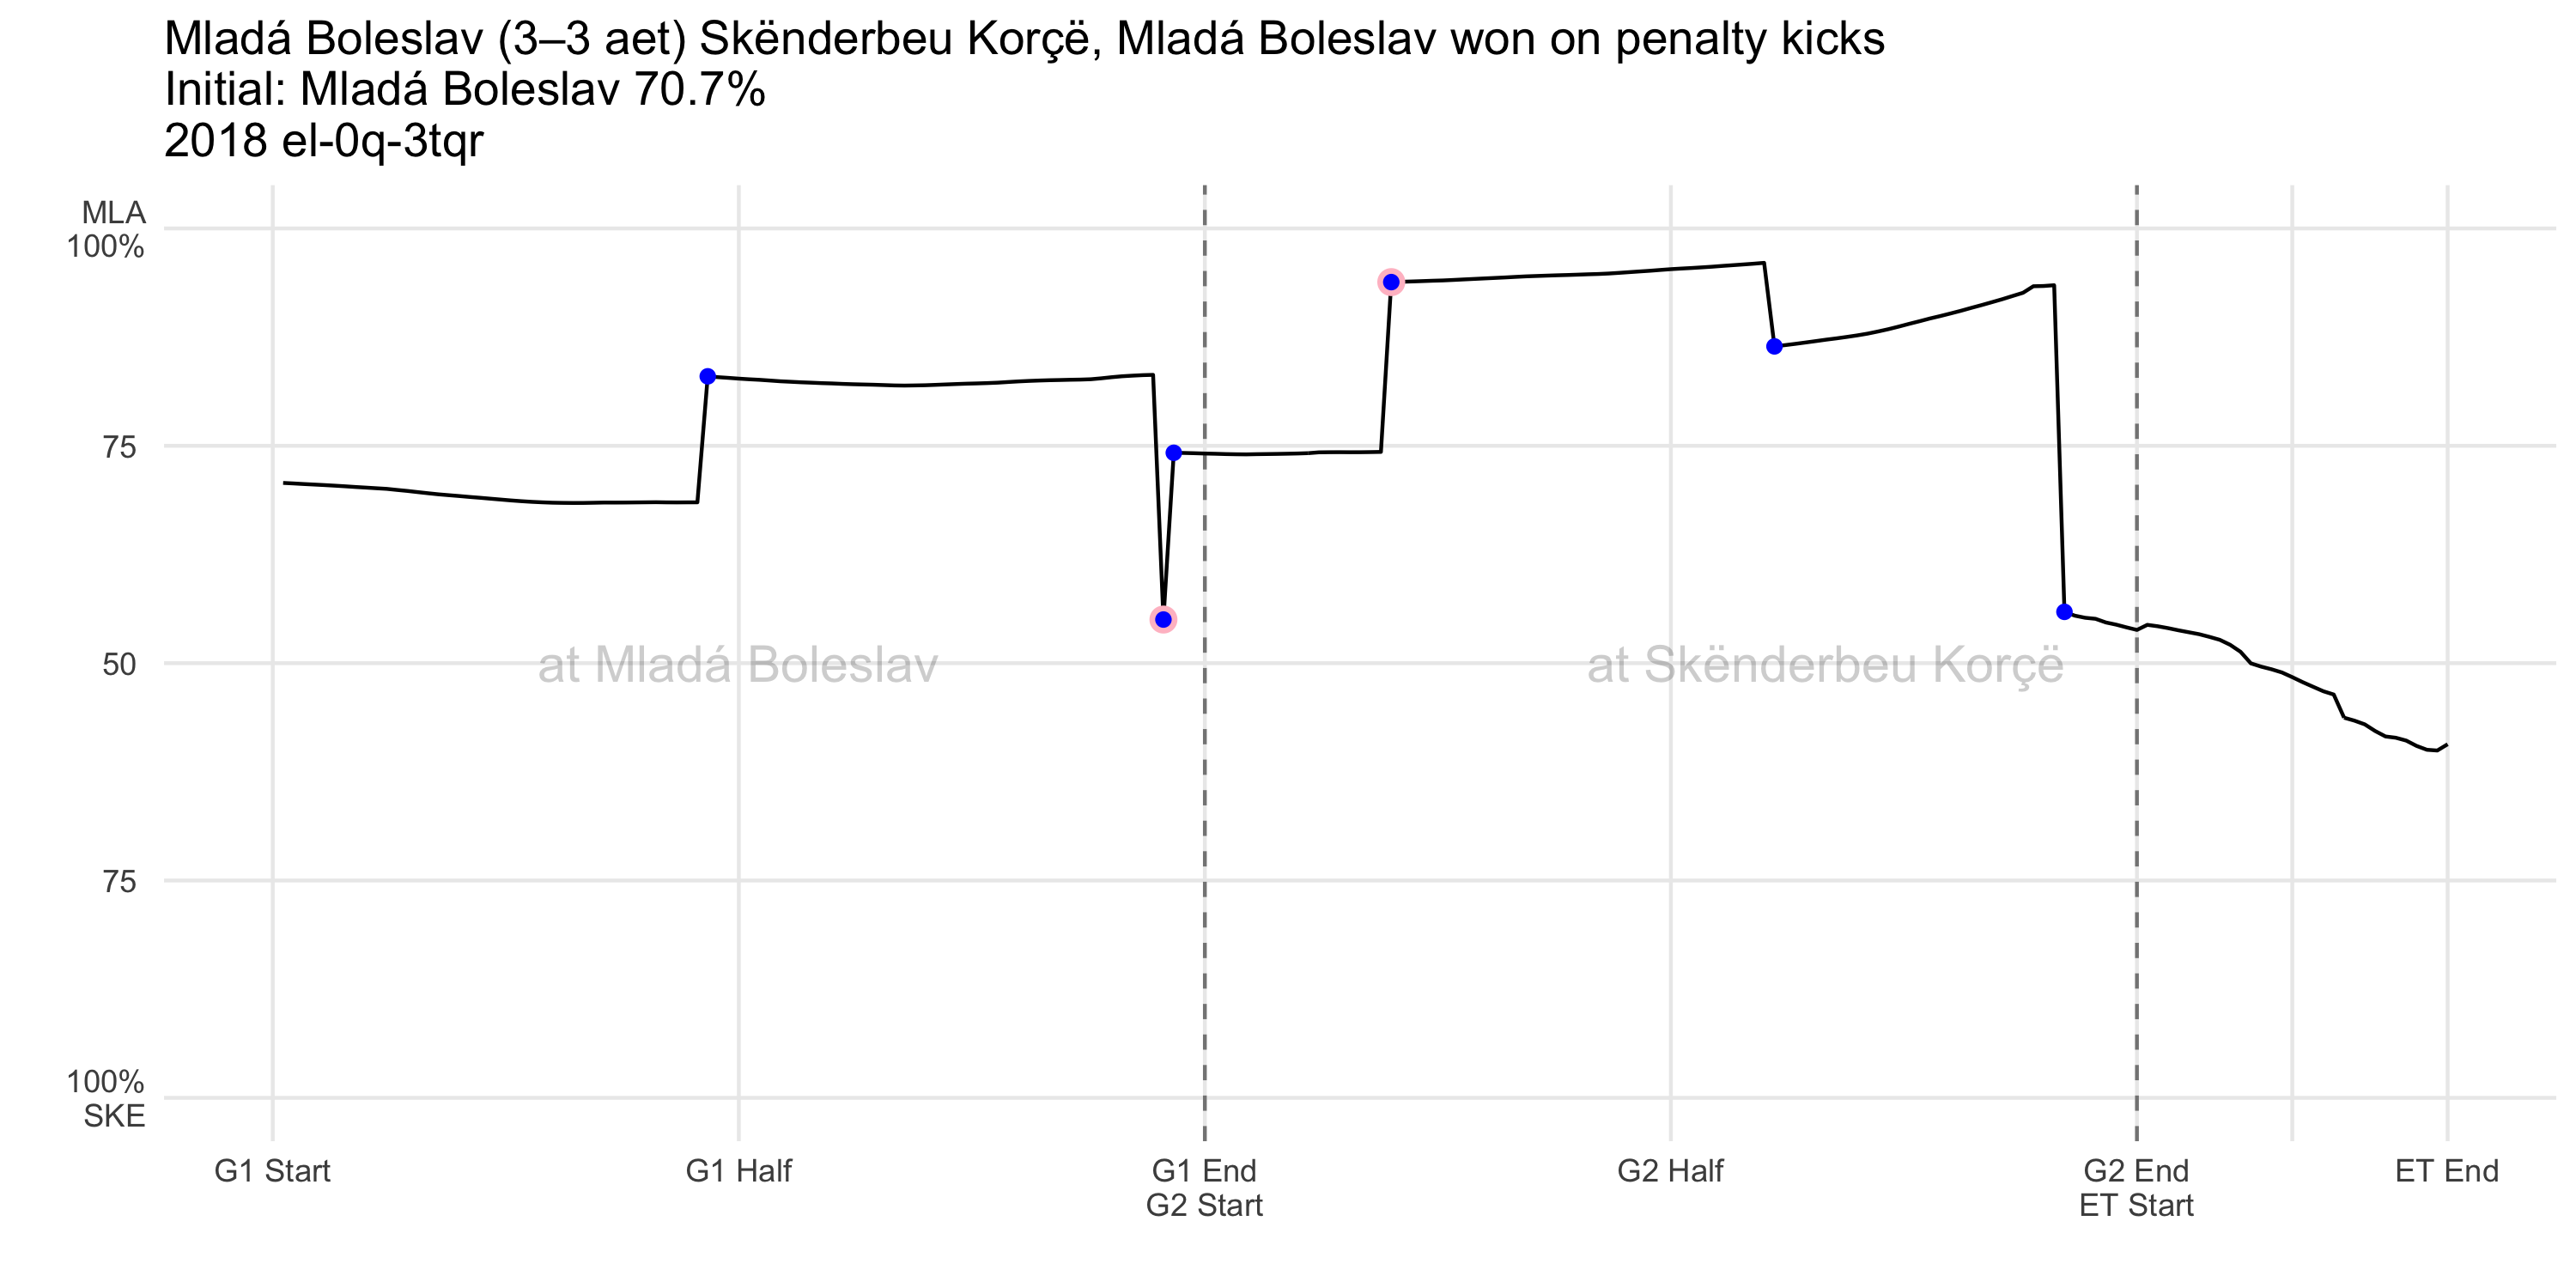 Mladá Boleslav (3–3 aet) Skënderbeu Korçë, Mladá Boleslav won on penalty kicks
Initial: Mladá Boleslav 70.7%
2018 el-0q-3tqr
MLA
100%
75
50
75
100%
SKE
at Mladá Boleslav
at Skënderbeu Korçë
G1 Start
G1 Half
G1 End
G2 Start
G2 Half
G2 End
ET Start
ET End